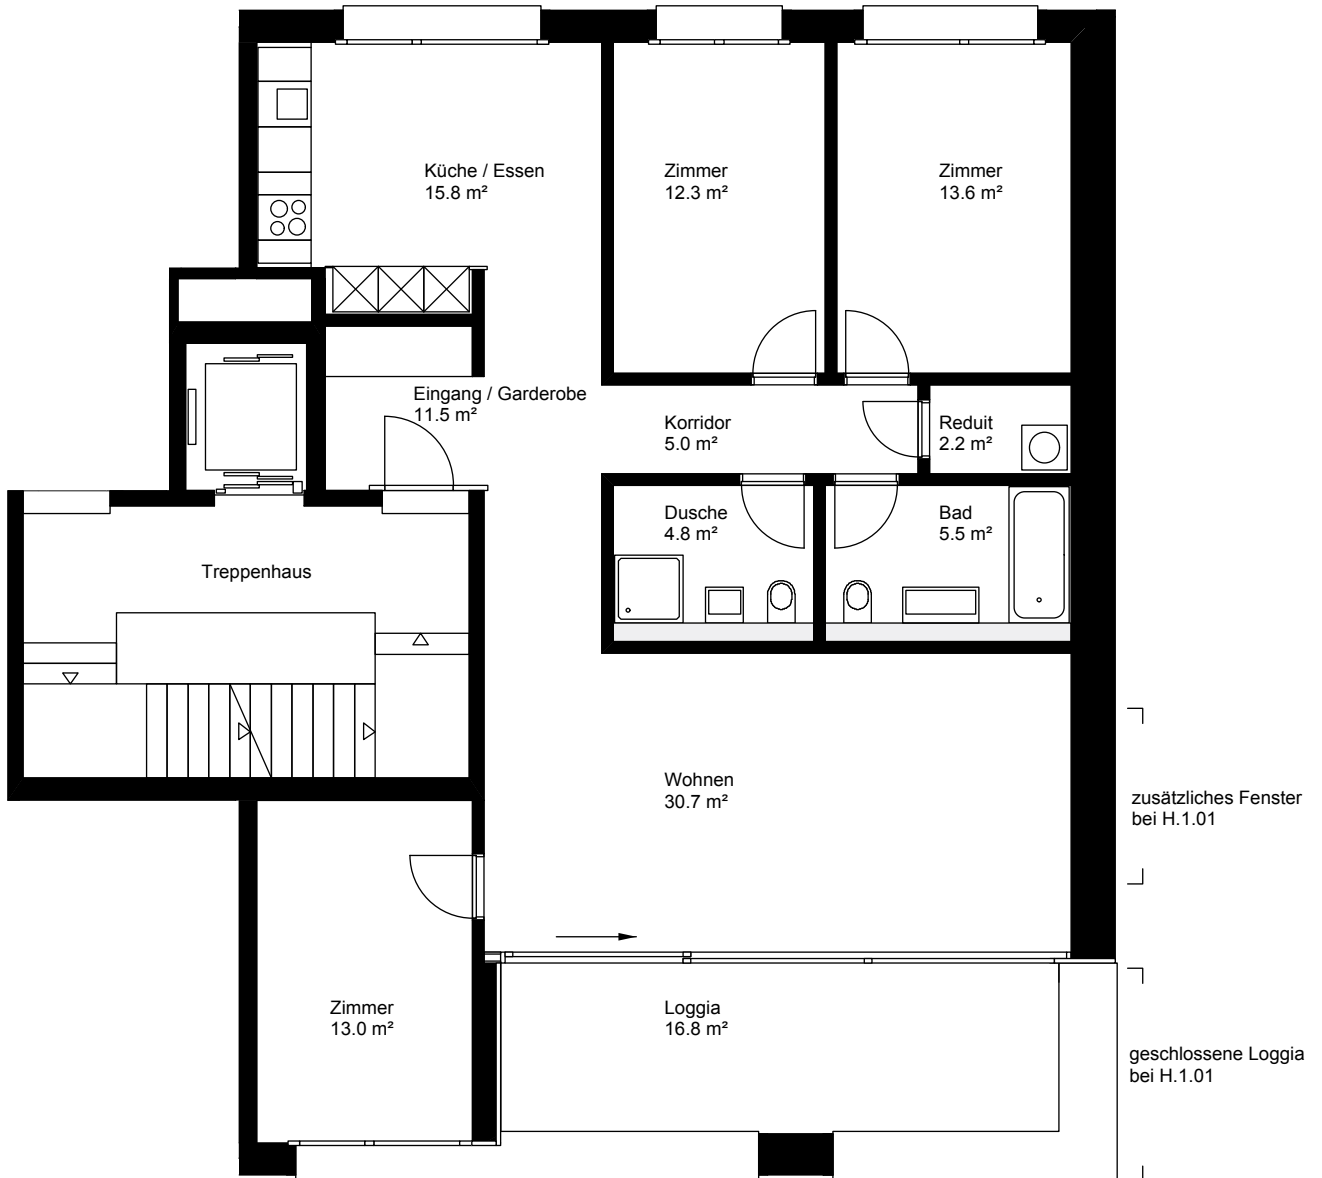 Küche / Essen
15.8 m²
Zimmer
12.3 m²
Zimmer
13.6 m²
Eingang / Garderobe
11.5 m²
Korridor
5.0 m²
Reduit
2.2 m²
Dusche
4.8 m²
Bad
5.5 m²
Treppenhaus
Wohnen
30.7 m²
zusätzliches Fenster
bei H.1.01
Zimmer
13.0 m²
Loggia
16.8 m²
geschlossene Loggia
bei H.1.01